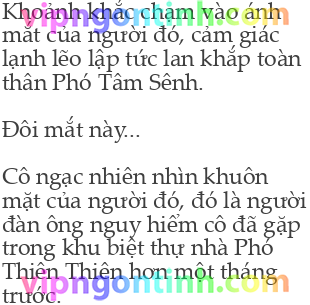 Khoảnh khắc chạm vào ánh
vipngontinh.com
mắt của người đó, cảm giác
lạnh lẽo lập tức lan khắp toàn
thân Phó Tâm Sênh.
Đôi mắt này...
Cô ngạc nhiên nhìn khuôn
mặt của người đó, đó là người
đàn ông nguy hiểm cô đã gặp
trong khu biệt thự nhà Phó
Thiên Thiên hơn một tháng
vipngontinh.com
trước.